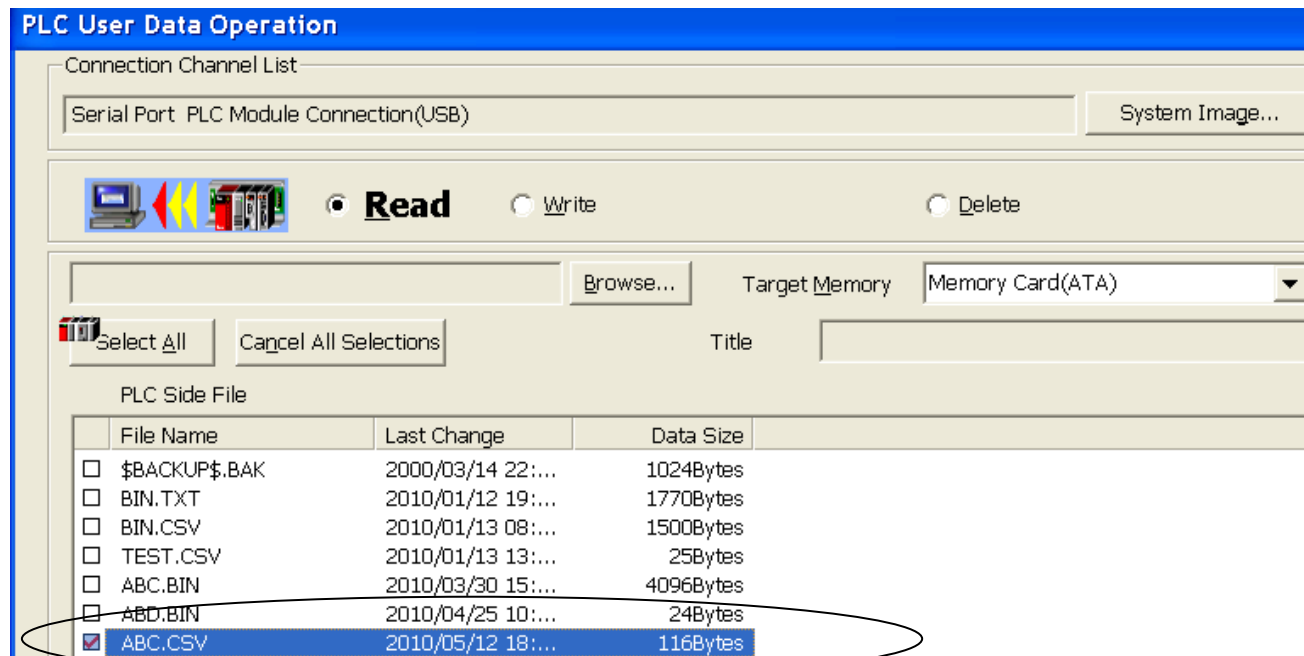 PLC User Data Operation
Connection Channel List
Serial Port PLC Module Connection(USB) System Image...
Read Write Delete
Browse... Target Memory Memory Card(ATA)
Select All Cancel All Selections Title
PLC Side File
File Name Last Change Data Size
$BACKUP$.BAK 2000/03/14 22:... 1024Bytes
BIN.TXT 2010/01/12 19:... 1770Bytes
BIN.CSV 2010/01/13 08:... 1500Bytes
TEST.CSV 2010/01/13 13:... 25Bytes
ABC.BIN 2010/03/30 15:... 4096Bytes
ABD.BIN 2010/04/25 10:... 24Bytes
ABC.CSV 2010/05/12 18:... 116Bytes